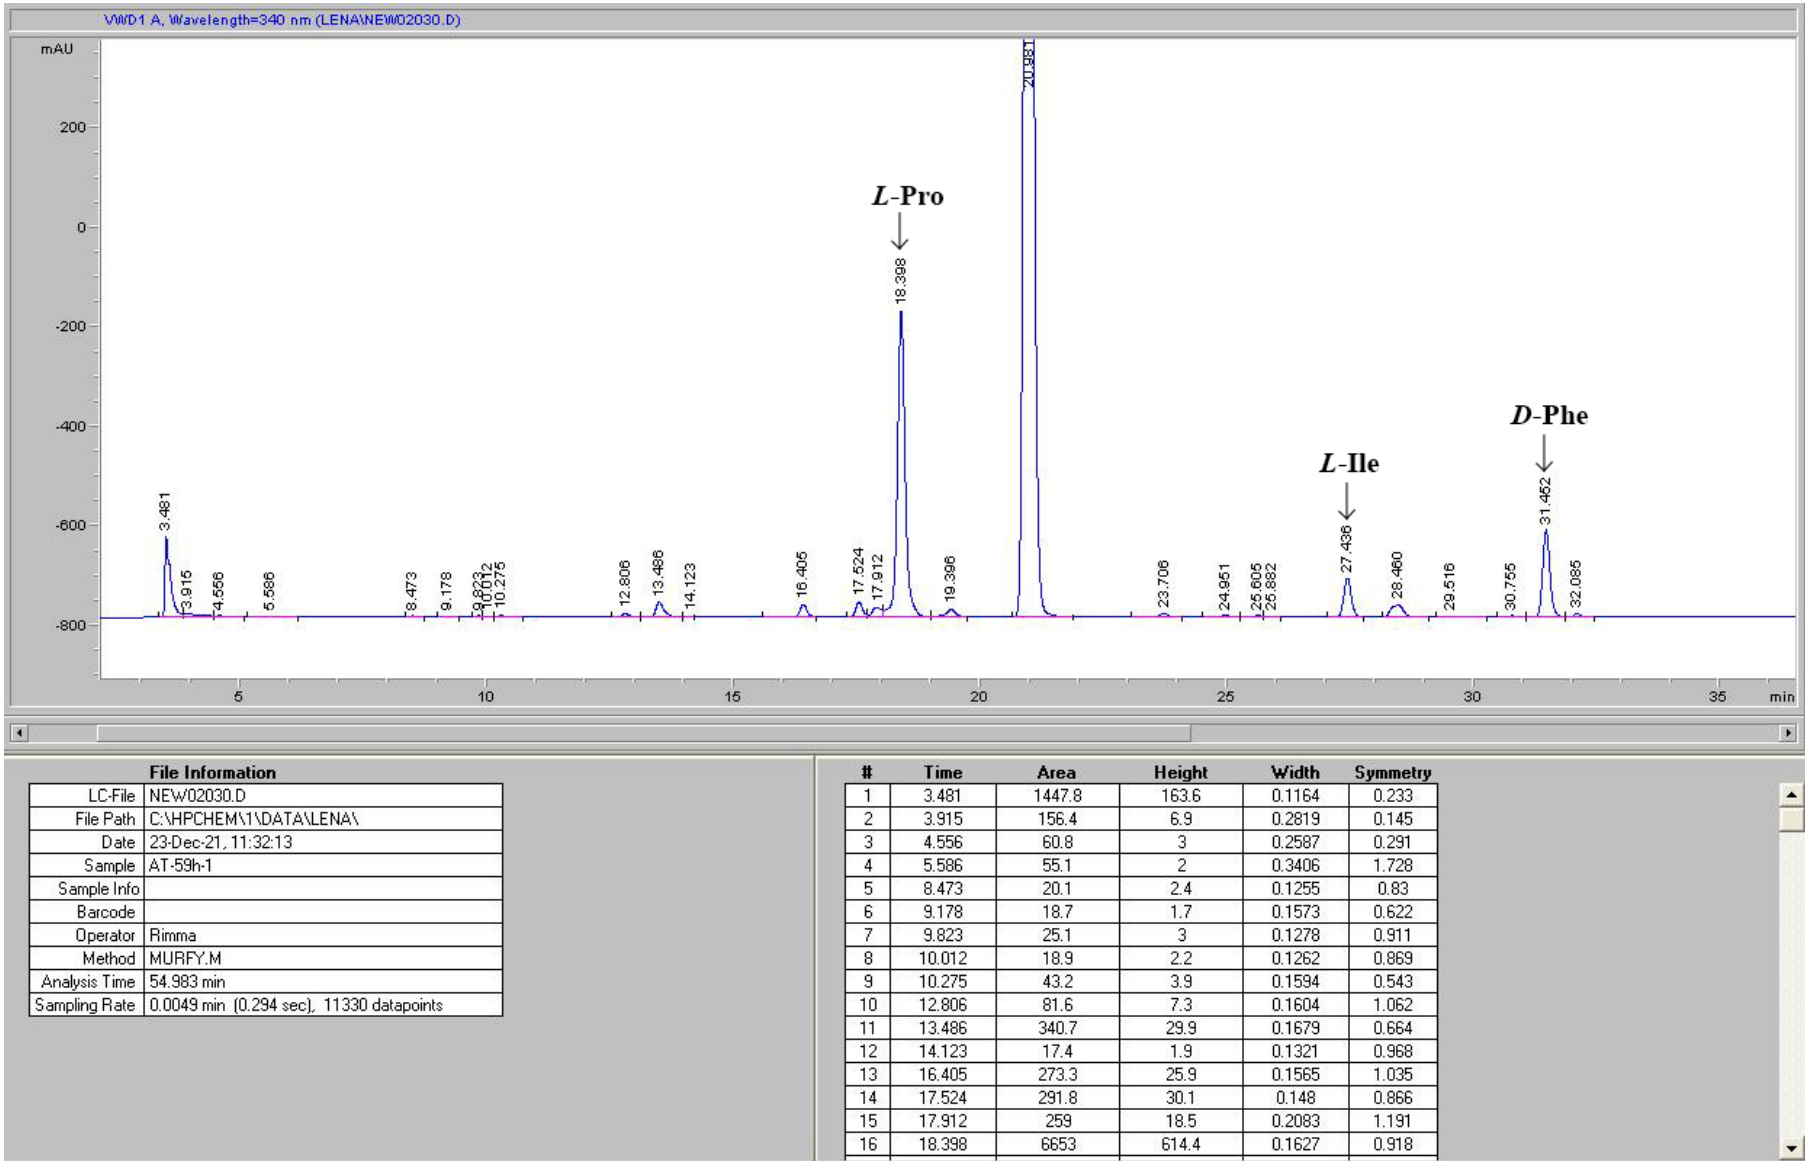 VWD1 A, Wavelength=340 nm (LENA\NEW02030.D)
mAU
200
0
-200
-400
-600
-800
L-Pro
L-Ile
D-Phe
3.481
3.915
4.556
5.586
8.473
9.178
9.823
10.012
10.275
12.806
13.486
14.123
16.405
17.524
17.912
18.398
19.396
20.981
23.706
24.951
25.605
25.882
27.436
28.460
29.516
30.755
31.452
32.085
5 10 15 20 25 30 35 min
File Information
LC-File NEW02030.D
File Path C:\HPCHEM\1\DATA\LENA\
Date 23-Dec-21, 11:32:13
Sample AT-59h-1
Sample Info
Barcode
Operator Rimma
Method MURFY.M
Analysis Time 54.983 min
Sampling Rate 0.0049 min (0.294 sec), 11330 datapoints
# Time Area Height Width Symmetry
1 3.481 1447.8 163.6 0.1164 0.233
2 3.915 156.4 6.9 0.2819 0.145
3 4.556 60.8 3 0.2587 0.291
4 5.586 55.1 2 0.3406 1.728
5 8.473 20.1 2.4 0.1255 0.83
6 9.178 18.7 1.7 0.1573 0.622
7 9.823 25.1 3 0.1278 0.911
8 10.012 18.9 2.2 0.1262 0.869
9 10.275 43.2 3.9 0.1594 0.543
10 12.806 81.6 7.3 0.1604 1.062
11 13.486 340.7 29.9 0.1679 0.664
12 14.123 17.4 1.9 0.1321 0.968
13 16.405 273.3 25.9 0.1565 1.035
14 17.524 291.8 30.1 0.148 0.866
15 17.912 259 18.5 0.2083 1.191
16 18.398 6653 614.4 0.1627 0.918